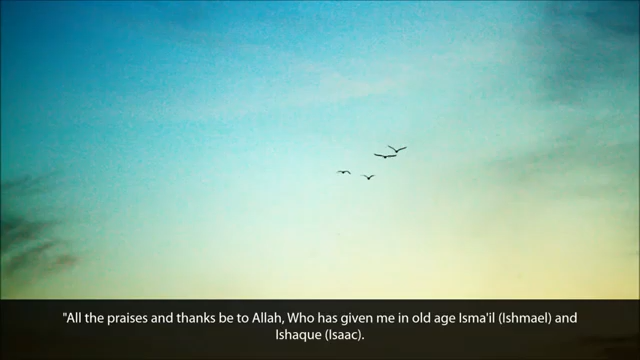 "All the praises and thanks be to Allah, Who has given me in old age Isma'il (Ishmael) and
Ishaque (Isaac).